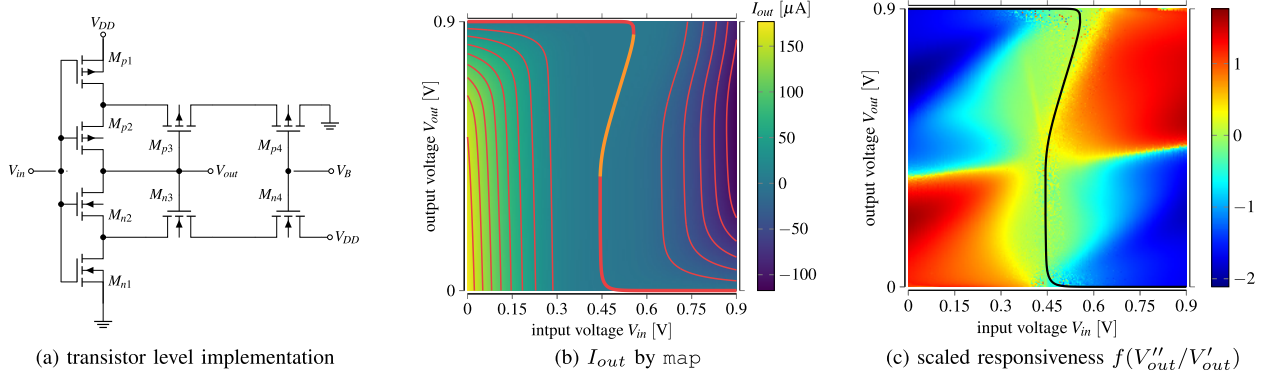 V_DD
M_p1
M_p2
M_p3
M_p4
V_in
V_out
V_B
M_n3
M_n4
M_n2
V_DD
M_n1
(a) transistor level implementation
I_out [µA]
0.9
0
output voltage V_out [V]
0 0.15 0.3 0.45 0.6 0.75 0.9
intput voltage V_in [V]
150
100
50
0
−50
−100
(b) I_out by map
0.9
0
output voltage V_out [V]
0 0.15 0.3 0.45 0.6 0.75 0.9
input voltage V_in [V]
1
0
−1
−2
(c) scaled responsiveness f(V''_out/V'_out)